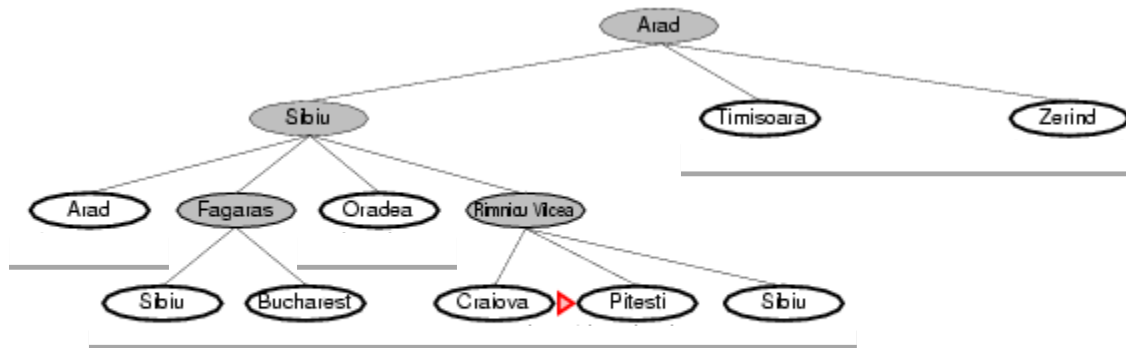 Arad
Sibiu Timisoara Zerind
Arad Fagaras Oradea Rimnicu Vilcea
Sibiu Bucharest Craiova Pitesti Sibiu